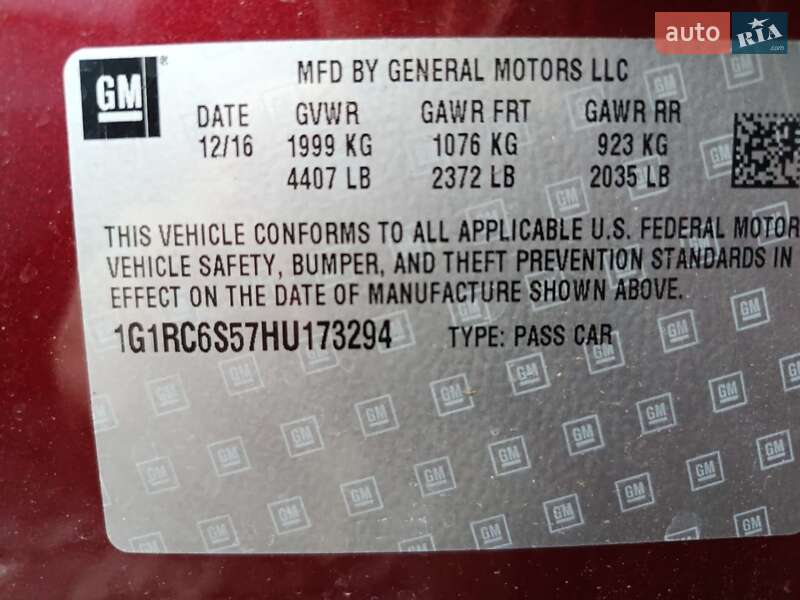 auto RIA.com
GM ® MFD BY GENERAL MOTORS LLC
DATE GVWR GAWR FRT GAWR RR
12/16 1999 KG 1076 KG 923 KG
4407 LB 2372 LB 2035 LB
THIS VEHICLE CONFORMS TO ALL APPLICABLE U.S. FEDERAL MOTOR
VEHICLE SAFETY, BUMPER, AND THEFT PREVENTION STANDARDS IN
EFFECT ON THE DATE OF MANUFACTURE SHOWN ABOVE.
1G1RC6S57HU173294 TYPE: PASS CAR